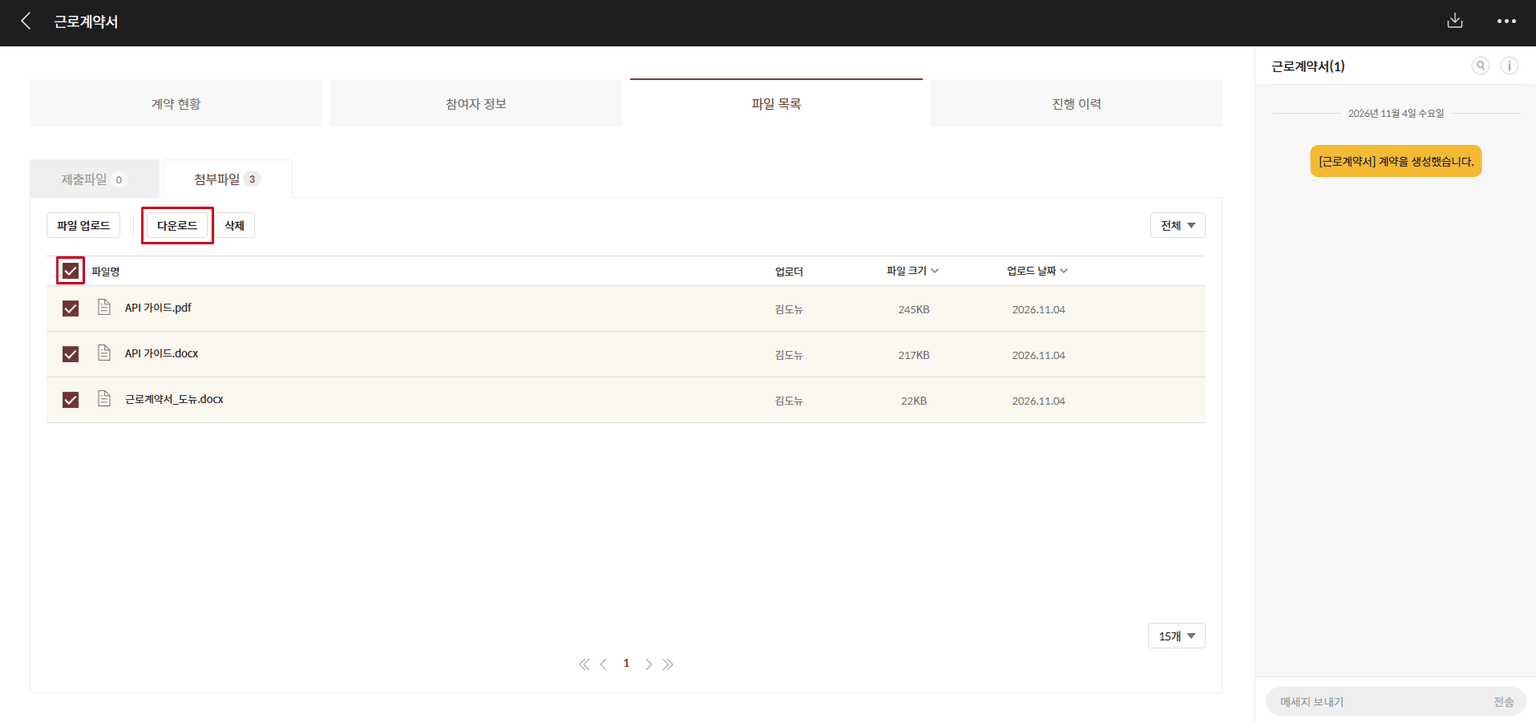 근로계약서
계약 현황
참여자 정보
파일 목록
진행 이력
제출파일 0
첨부파일 3
파일 업로드
다운로드
삭제
전체
파일명
업로더
파일 크기
업로드 날짜
API 가이드.pdf
김도뉴
245KB
2026.11.04
API 가이드.docx
김도뉴
217KB
2026.11.04
근로계약서_도뉴.docx
김도뉴
22KB
2026.11.04
15개
1
근로계약서(1)
2026년 11월 4일 수요일
[근로계약서] 계약을 생성했습니다.
메세지 보내기
전송